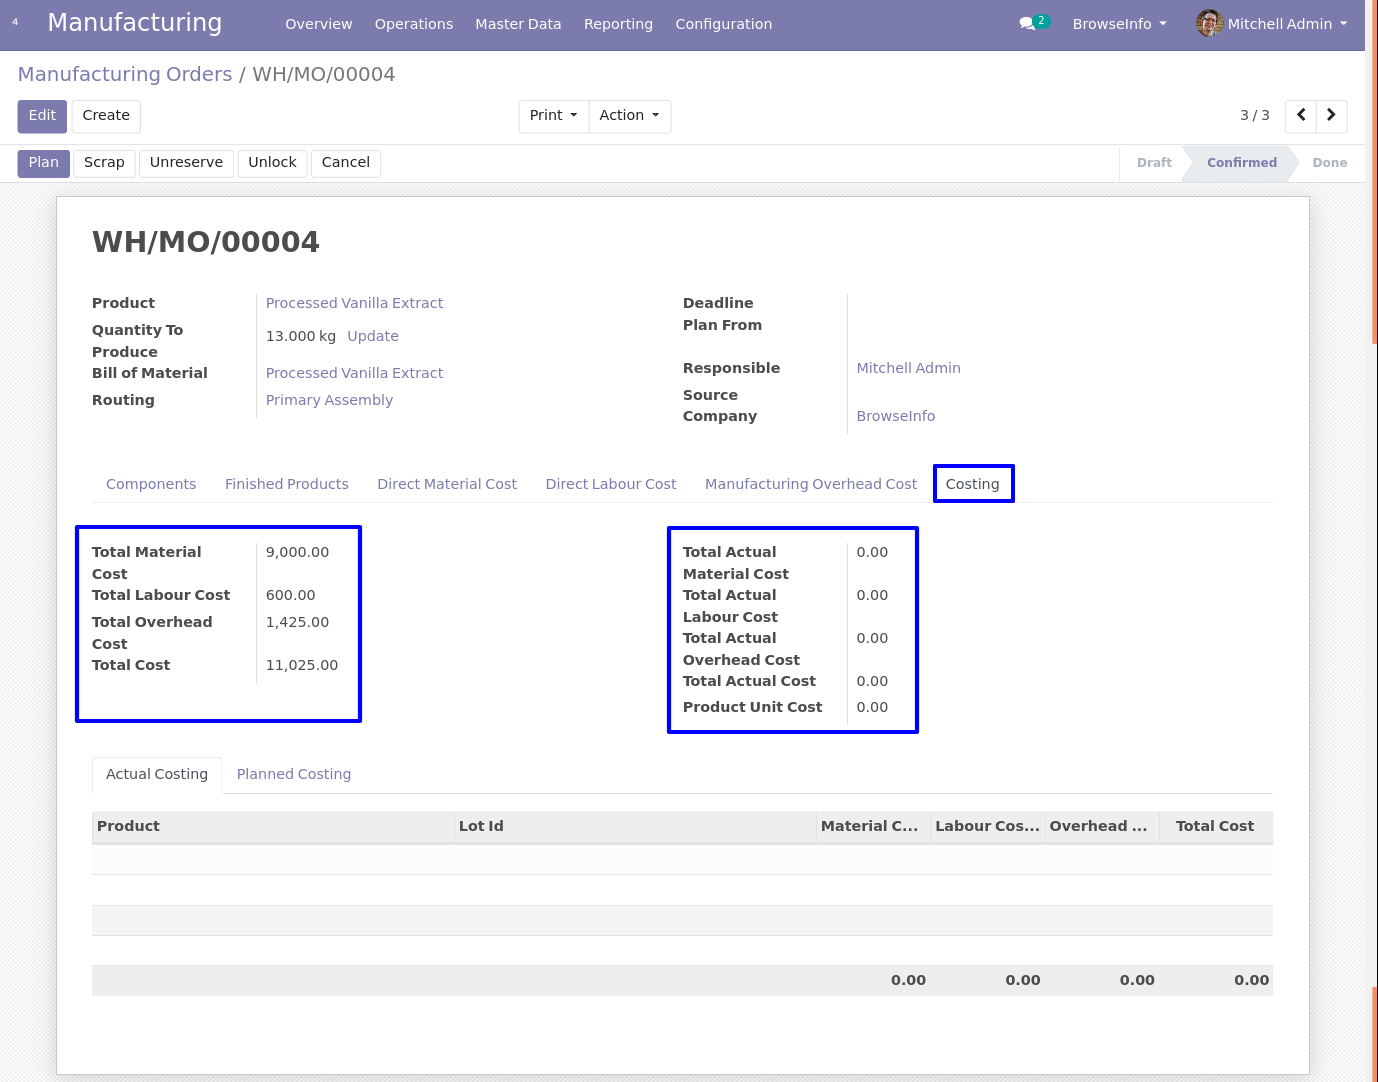 4 Manufacturing Overview Operations Master Data Reporting Configuration 2 BrowseInfo Mitchell Admin
Manufacturing Orders / WH/MO/00004
Edit Create Print Action 3 / 3
Plan Scrap Unreserve Unlock Cancel Draft Confirmed Done
WH/MO/00004
Product Processed Vanilla Extract
Quantity To Produce 13.000 kg Update
Bill of Material Processed Vanilla Extract
Routing Primary Assembly
Deadline
Plan From
Responsible Mitchell Admin
Source
Company BrowseInfo
Components Finished Products Direct Material Cost Direct Labour Cost Manufacturing Overhead Cost Costing
Total Material Cost 9,000.00
Total Labour Cost 600.00
Total Overhead Cost 1,425.00
Total Cost 11,025.00
Total Actual Material Cost 0.00
Total Actual Labour Cost 0.00
Total Actual Overhead Cost 0.00
Total Actual Cost 0.00
Product Unit Cost 0.00
Actual Costing Planned Costing
Product Lot Id Material C... Labour Cos... Overhead ... Total Cost
0.00 0.00 0.00 0.00